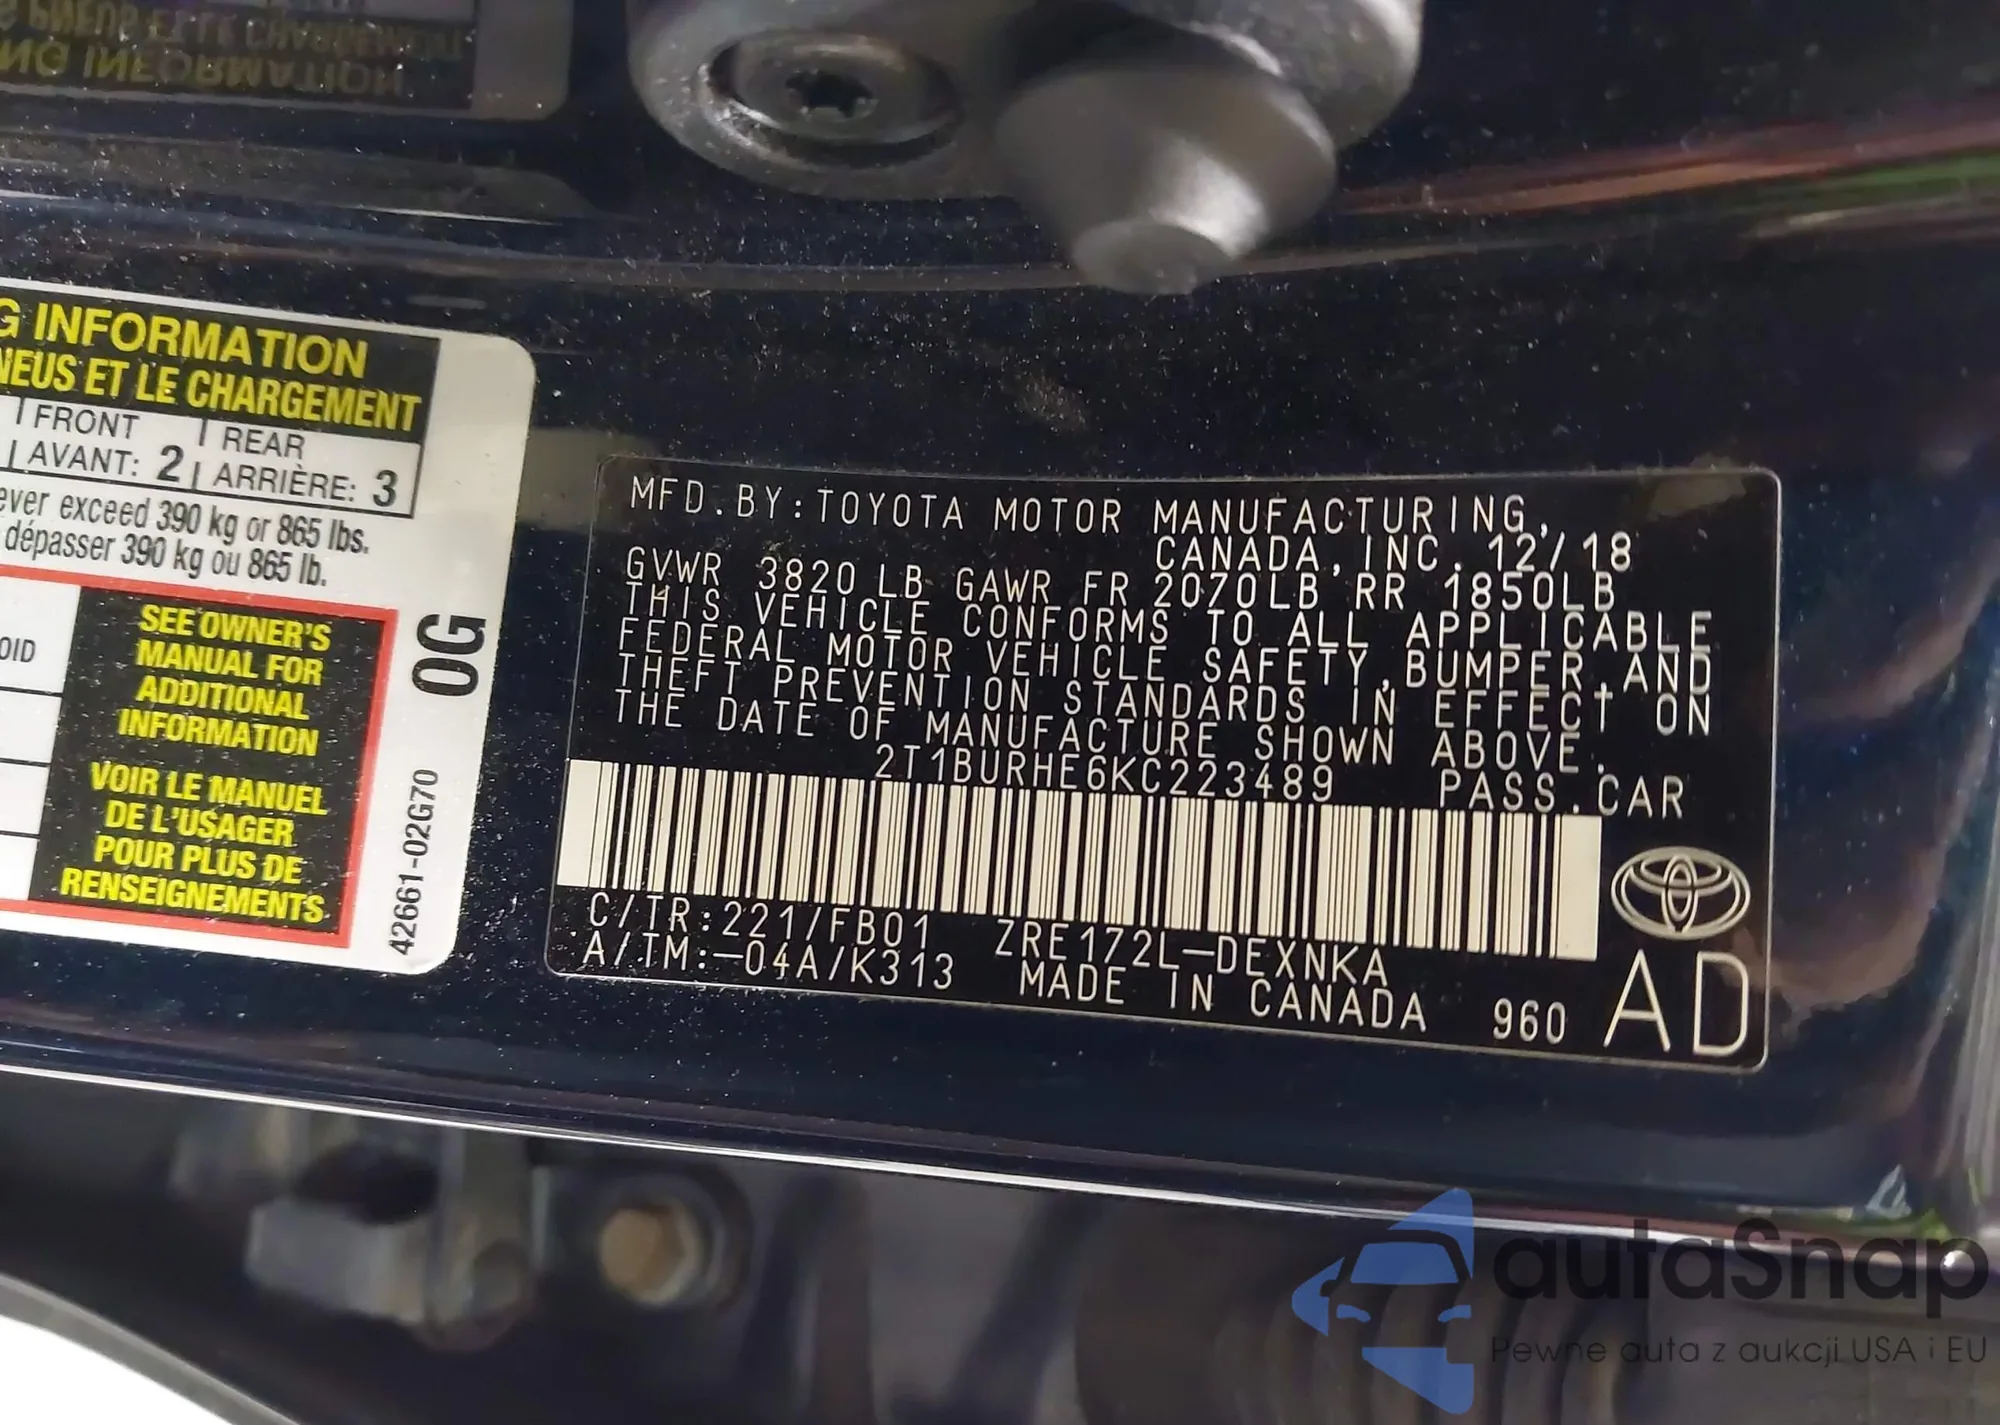 G INFORMATION
NEUS ET LE CHARGEMENT
FRONT REAR
AVANT: 2 ARRIÈRE: 3
ever exceed 390 kg or 865 lbs.
dépasser 390 kg ou 865 lb.
OID
SEE OWNER'S
MANUAL FOR
ADDITIONAL
INFORMATION
VOIR LE MANUEL
DE L'USAGER
POUR PLUS DE
RENSEIGNEMENTS
0G
42661-02G70
MFD.BY:TOYOTA MOTOR MANUFACTURING,
CANADA,INC. 12/18
GVWR 3820 LB GAWR FR 2070LB RR 1850LB
THIS VEHICLE CONFORMS TO ALL APPLICABLE
FEDERAL MOTOR VEHICLE SAFETY,BUMPER,AND
THEFT PREVENTION STANDARDS IN EFFECT ON
THE DATE OF MANUFACTURE SHOWN ABOVE.
2T1BURHE6KC223489 PASS.CAR
C/TR:221/FB01 ZRE172L-DEXNKA
A/TM:-04A/K313 MADE IN CANADA 960
AD
autaSnap
Pewne auta z aukcji USA i EU